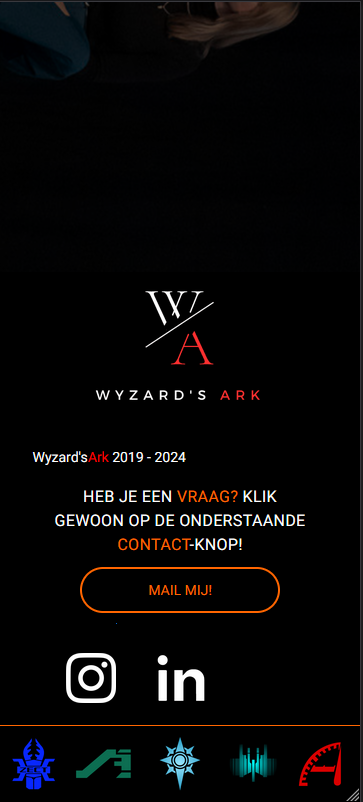 W
A
WYZARD'S ARK
Wyzard'sArk 2019 - 2024
HEB JE EEN VRAAG? KLIK
GEWOON OP DE ONDERSTAANDE
CONTACT-KNOP!
MAIL MIJ!
in